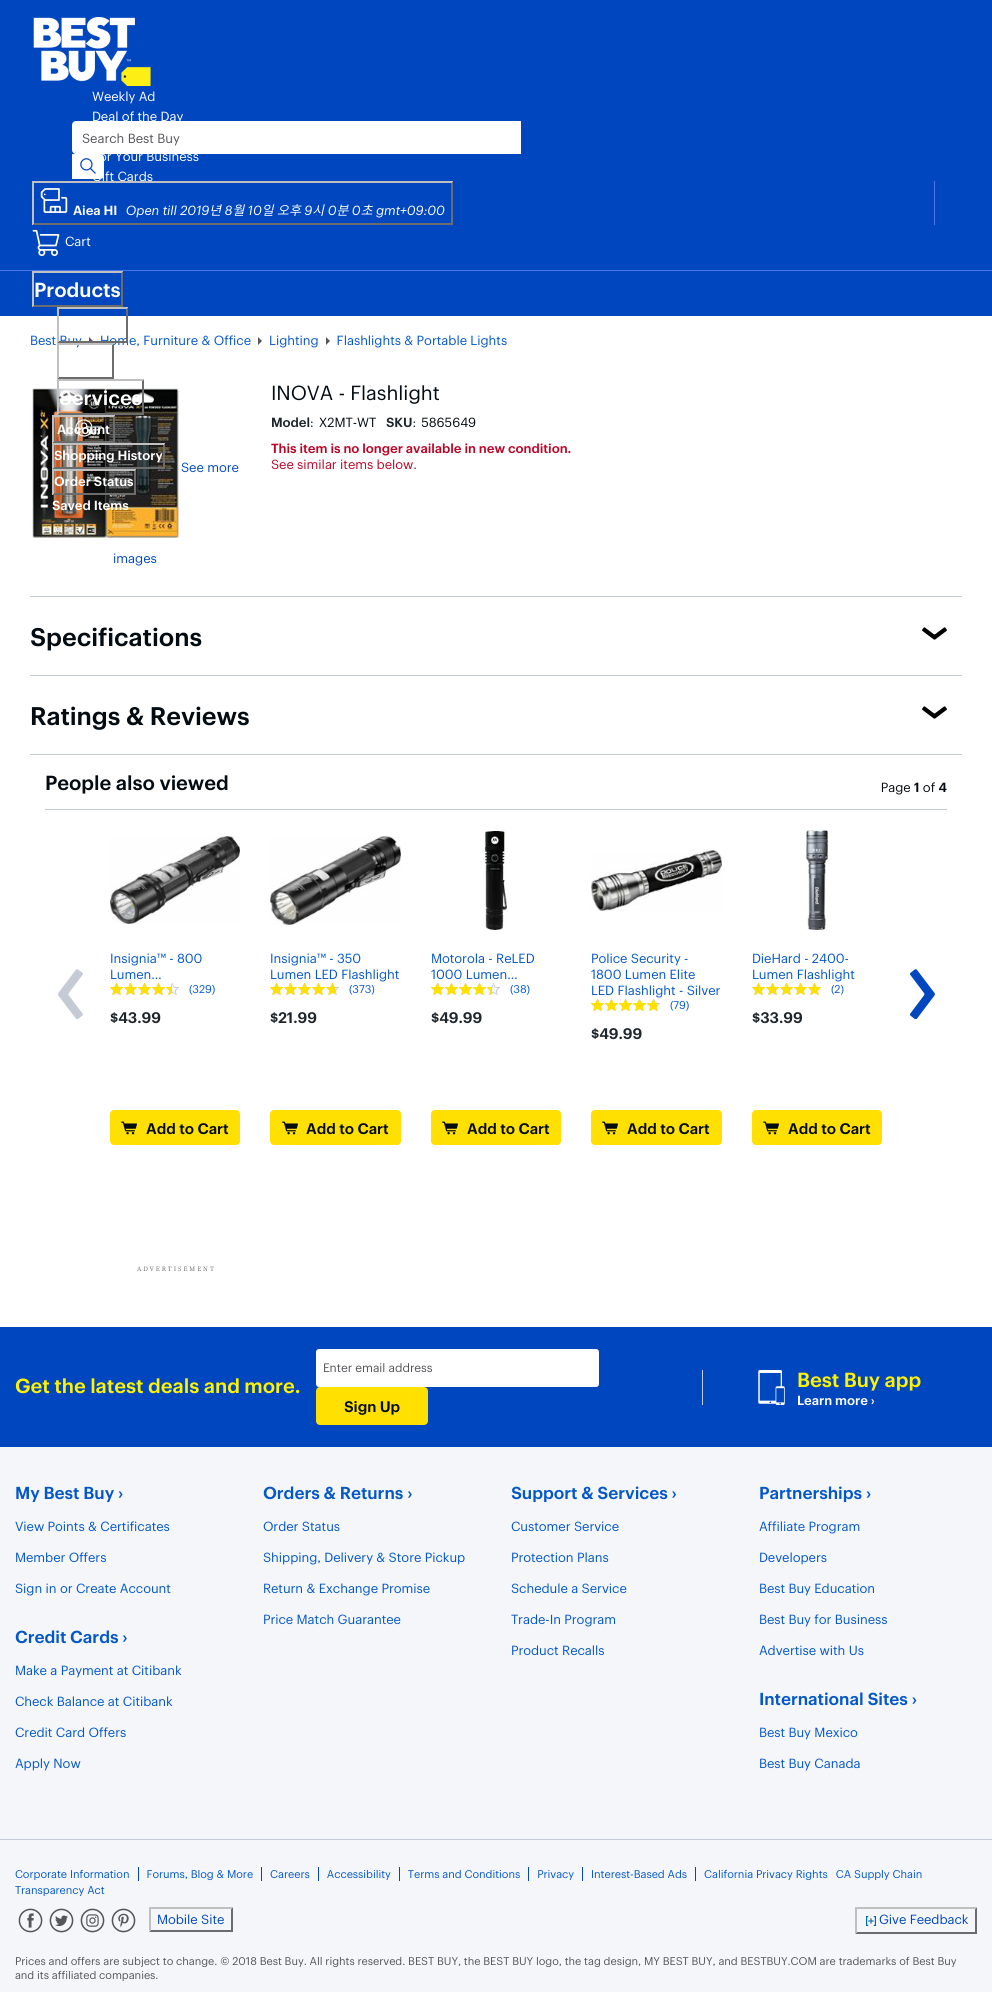 BEST
BUY
Weekly Ad
Deal of the Day
Search Best Buy
For Your Business
Gift Cards
Aiea HI Open till 2019년 8월 10일 오후 9시 0분 0초 gmt+09:00
Cart
Products
Best Buy Home, Furniture & Office Lighting Flashlights & Portable Lights
Services
Account
Shopping History
Order Status
Saved Items
INOVA X2
See more
images
INOVA - Flashlight
Model: X2MT-WT SKU: 5865649
This item is no longer available in new condition.
See similar items below.
Specifications
Ratings & Reviews
People also viewed
Page 1 of 4
Insignia™ - 800
Lumen...
(329)
$43.99
Add to Cart
Insignia™ - 350
Lumen LED Flashlight
(373)
$21.99
Add to Cart
Motorola - ReLED
1000 Lumen...
(38)
$49.99
Add to Cart
POLICE
SECURITY
Police Security -
1800 Lumen Elite
LED Flashlight - Silver
(79)
$49.99
Add to Cart
DieHard
DieHard - 2400-
Lumen Flashlight
(2)
$33.99
Add to Cart
ADVERTISEMENT
Get the latest deals and more.
Enter email address
Sign Up
Best Buy app
Learn more ›
My Best Buy ›
View Points & Certificates
Member Offers
Sign in or Create Account
Credit Cards ›
Make a Payment at Citibank
Check Balance at Citibank
Credit Card Offers
Apply Now
Orders & Returns ›
Order Status
Shipping, Delivery & Store Pickup
Return & Exchange Promise
Price Match Guarantee
Support & Services ›
Customer Service
Protection Plans
Schedule a Service
Trade-In Program
Product Recalls
Partnerships ›
Affiliate Program
Developers
Best Buy Education
Best Buy for Business
Advertise with Us
International Sites ›
Best Buy Mexico
Best Buy Canada
Corporate Information Forums, Blog & More Careers Accessibility Terms and Conditions Privacy Interest-Based Ads California Privacy Rights CA Supply Chain
Transparency Act
Mobile Site
[+] Give Feedback
Prices and offers are subject to change. © 2018 Best Buy. All rights reserved. BEST BUY, the BEST BUY logo, the tag design, MY BEST BUY, and BESTBUY.COM are trademarks of Best Buy
and its affiliated companies.